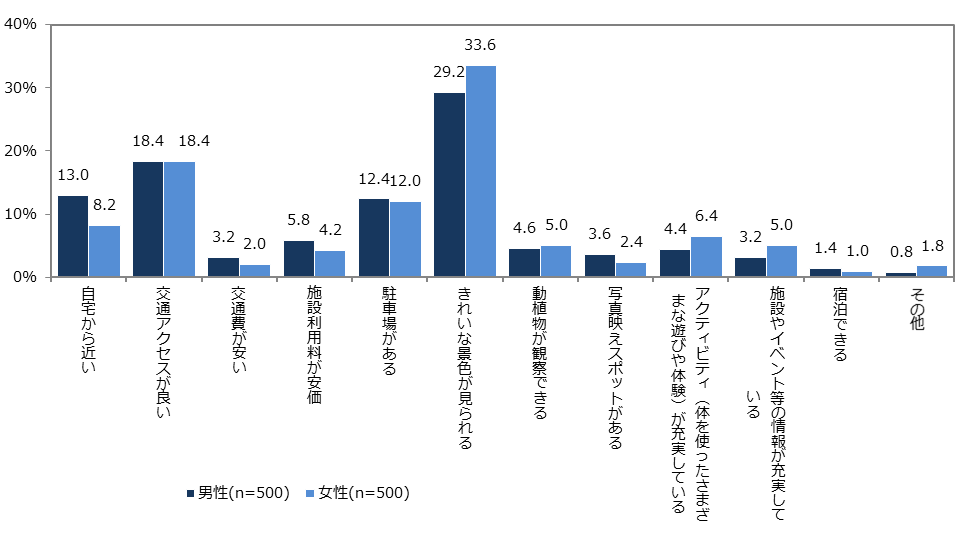 40%
30%
20%
10%
0%
13.0
8.2
18.4
18.4
3.2
2.0
5.8
4.2
12.4
12.0
29.2
33.6
4.6
5.0
3.6
2.4
4.4
6.4
3.2
5.0
1.4
1.0
0.8
1.8
自宅から近い
交通アクセスが良い
交通費が安い
施設利用料が安価
駐車場がある
きれいな景色が見られる
動植物が観察できる
写真映えスポットがある
アクティビティ（体を使ったさまざ
まな遊びや体験）が充実している
施設やイベント等の情報が充実して
いる
宿泊できる
その他
男性(n=500)
女性(n=500)